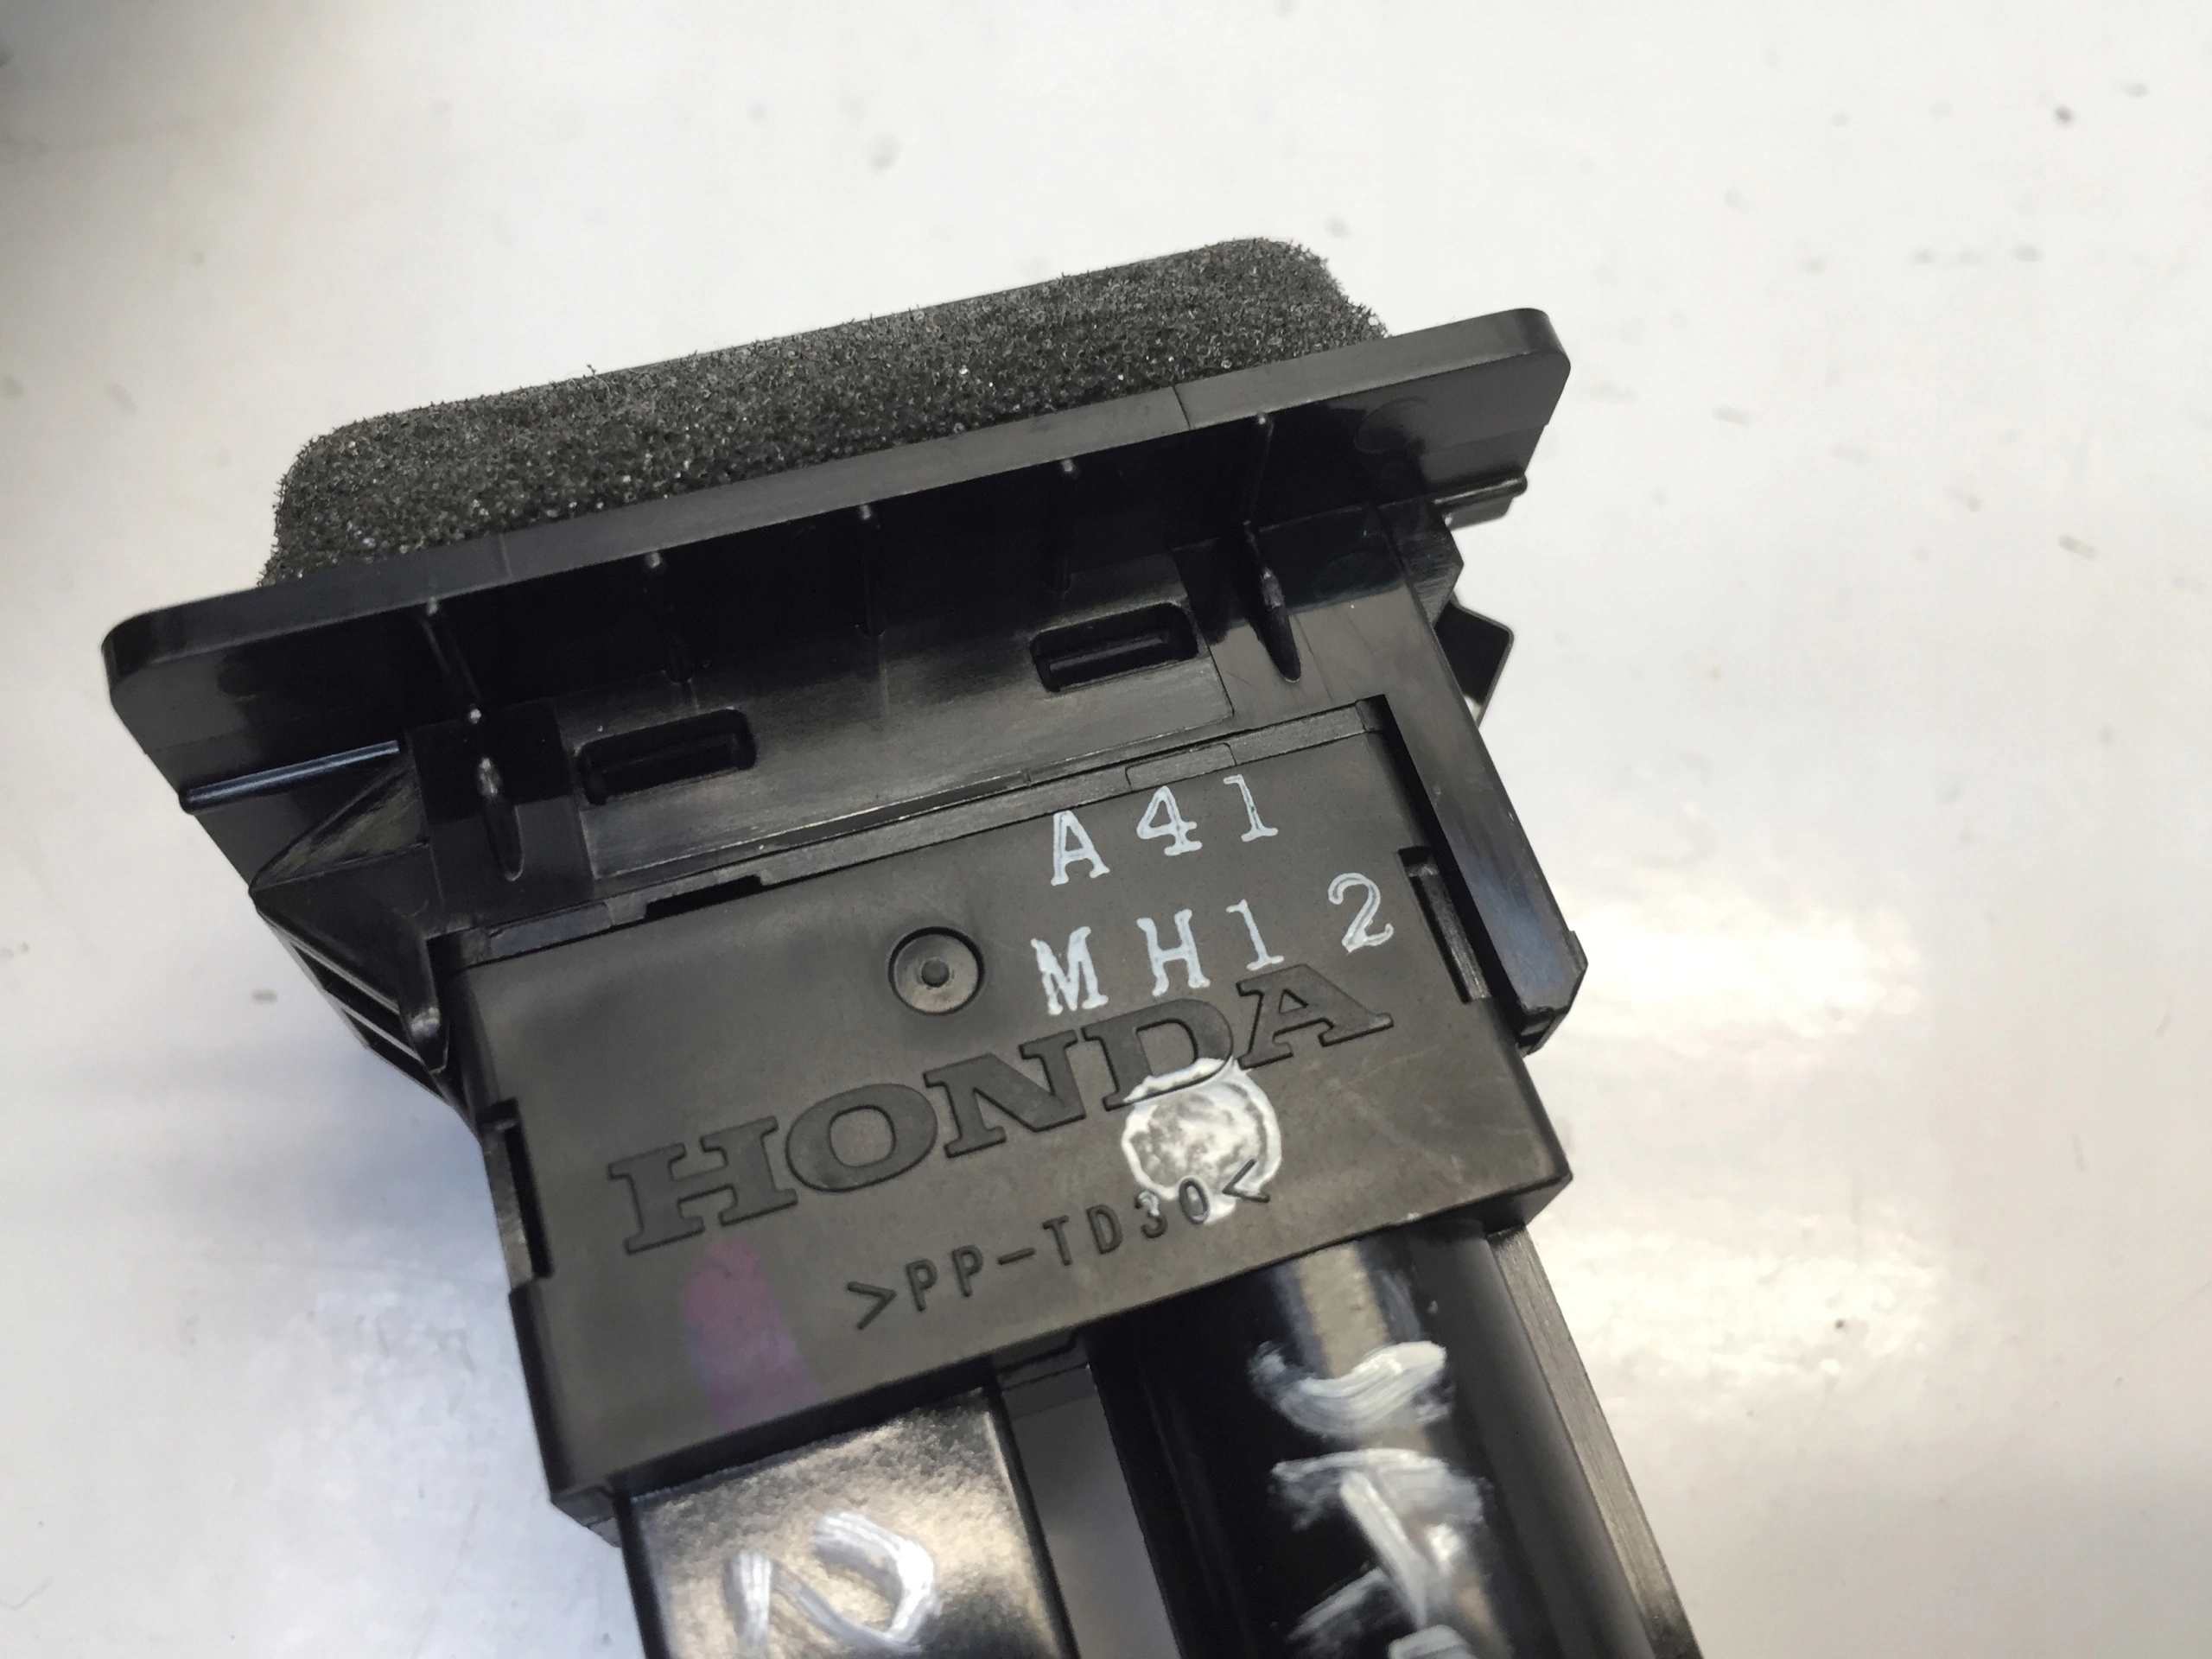 A41
MH12
HONDA
>PP-TD30<